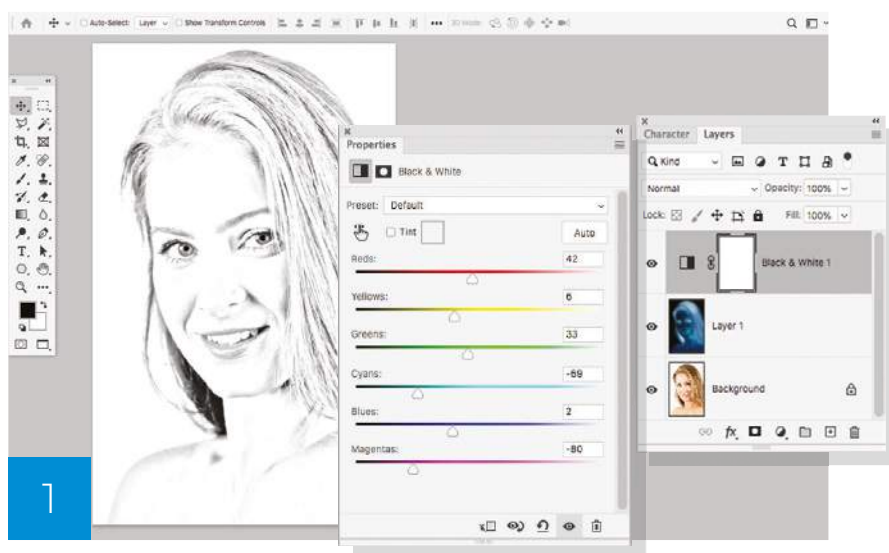 Auto-Select: Layer Show Transform Controls 3D Mode:
Properties
Black & White
Preset: Default
Tint Auto
Reds: 42
Yellows: 6
Greens: 33
Cyans: -69
Blues: 2
Magentas: -80
Character Layers
Kind
Normal Opacity: 100%
Lock: Fill: 100%
Black & White 1
Layer 1
Background
1